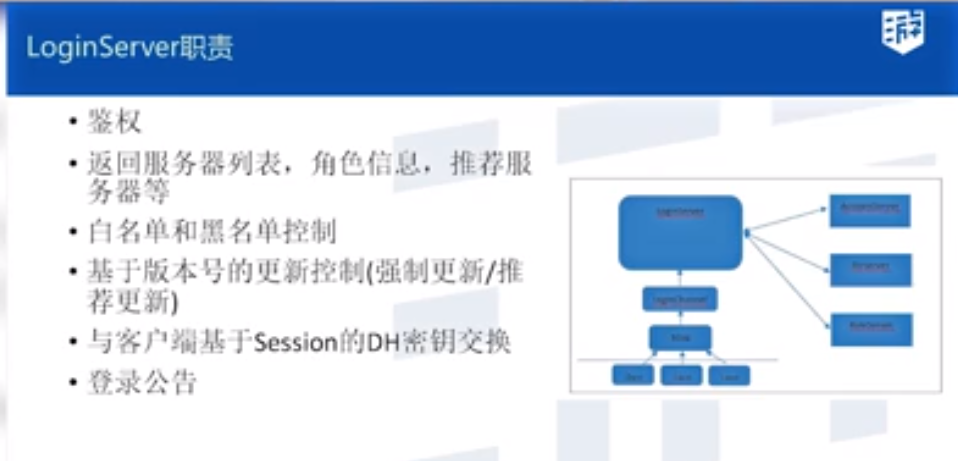 LoginServer职责
游
• 鉴权
• 返回服务器列表，角色信息，推荐服
务器等
• 白名单和黑名单控制
• 基于版本号的更新控制(强制更新/推
荐更新)
• 与客户端基于Session的DH密钥交换
• 登录公告
LoginServer
LoginChannel